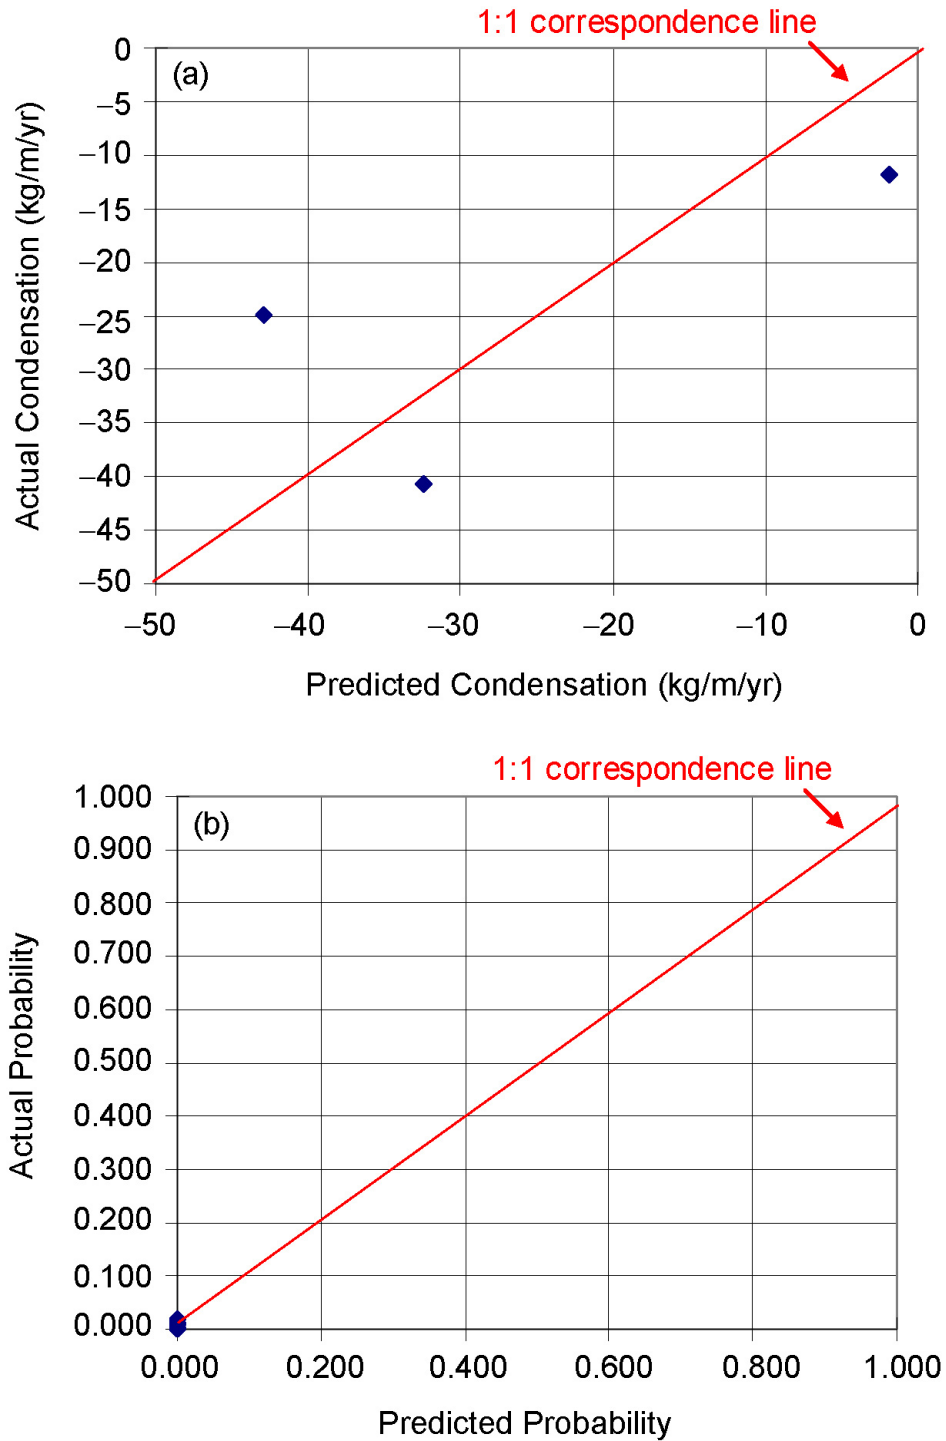 1:1 correspondence line
(a)
Actual Condensation (kg/m/yr)
0
–5
–10
–15
–20
–25
–30
–35
–40
–45
–50
–50 –40 –30 –20 –10 0
Predicted Condensation (kg/m/yr)
1:1 correspondence line
(b)
Actual Probability
1.000
0.900
0.800
0.700
0.600
0.500
0.400
0.300
0.200
0.100
0.000
0.000 0.200 0.400 0.600 0.800 1.000
Predicted Probability